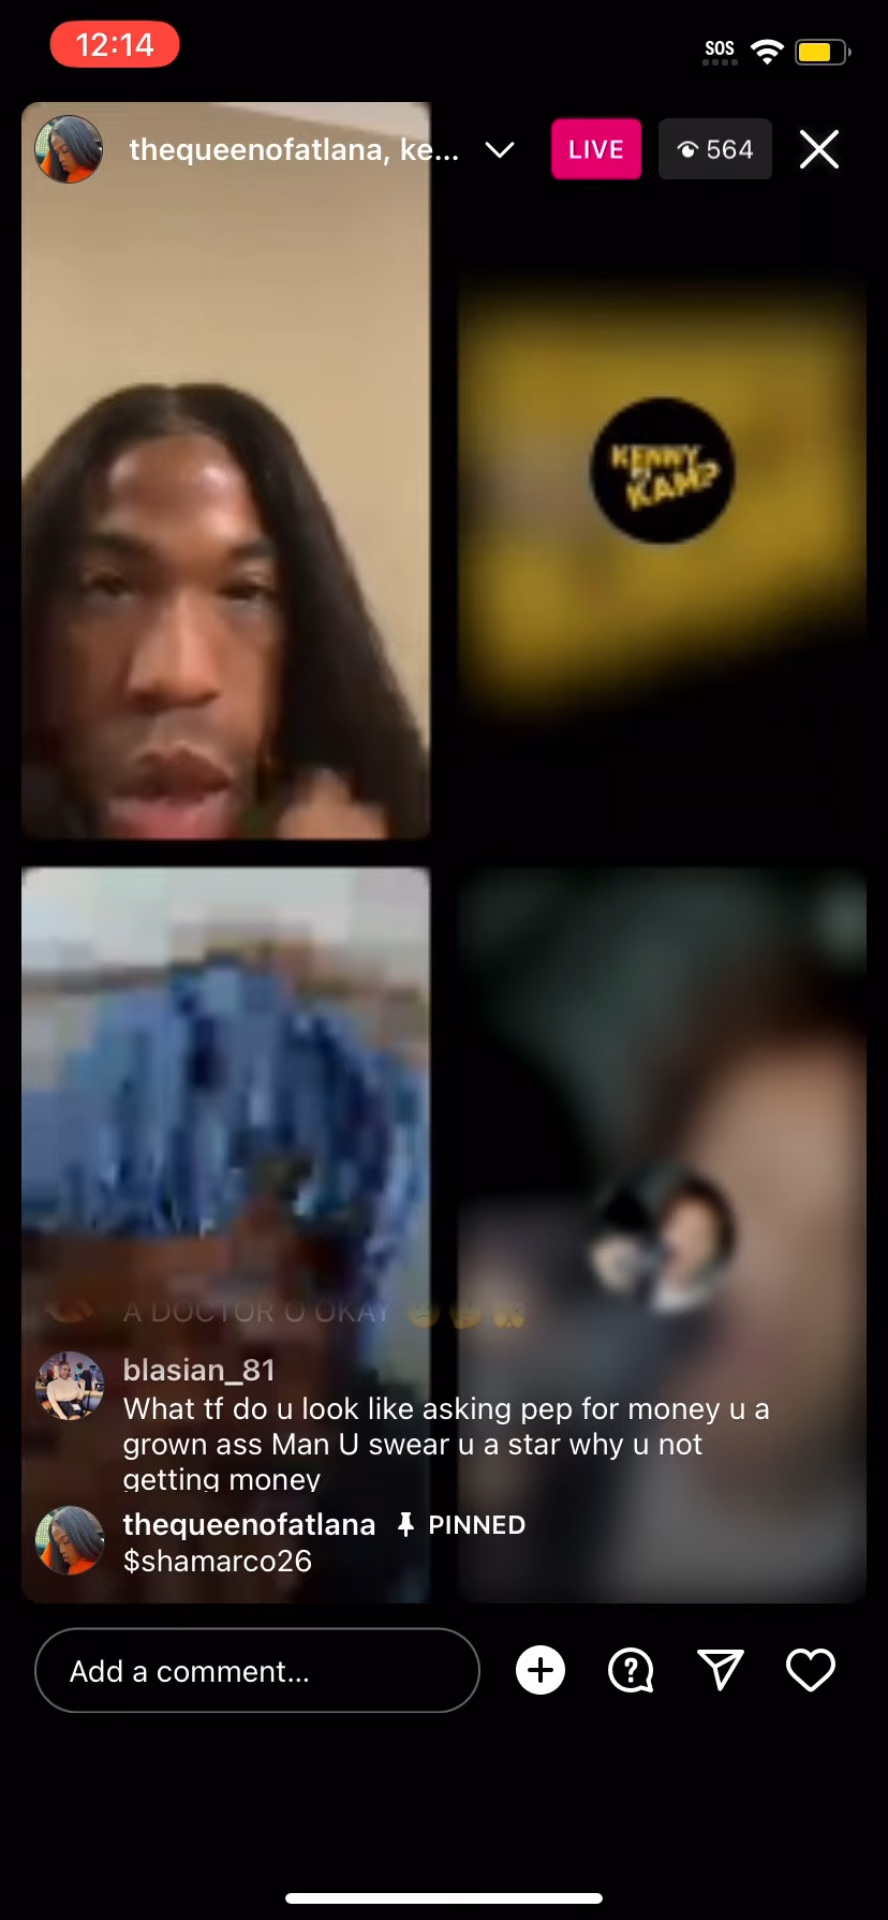 12:14
SOS
thequeenofatlana, ke...
LIVE
564
KENNY
KAM?
A DOCTOR O OKAY
blasian_81
What tf do u look like asking pep for money u a
grown ass Man U swear u a star why u not
getting money
thequeenofatlana PINNED
$shamarco26
Add a comment...